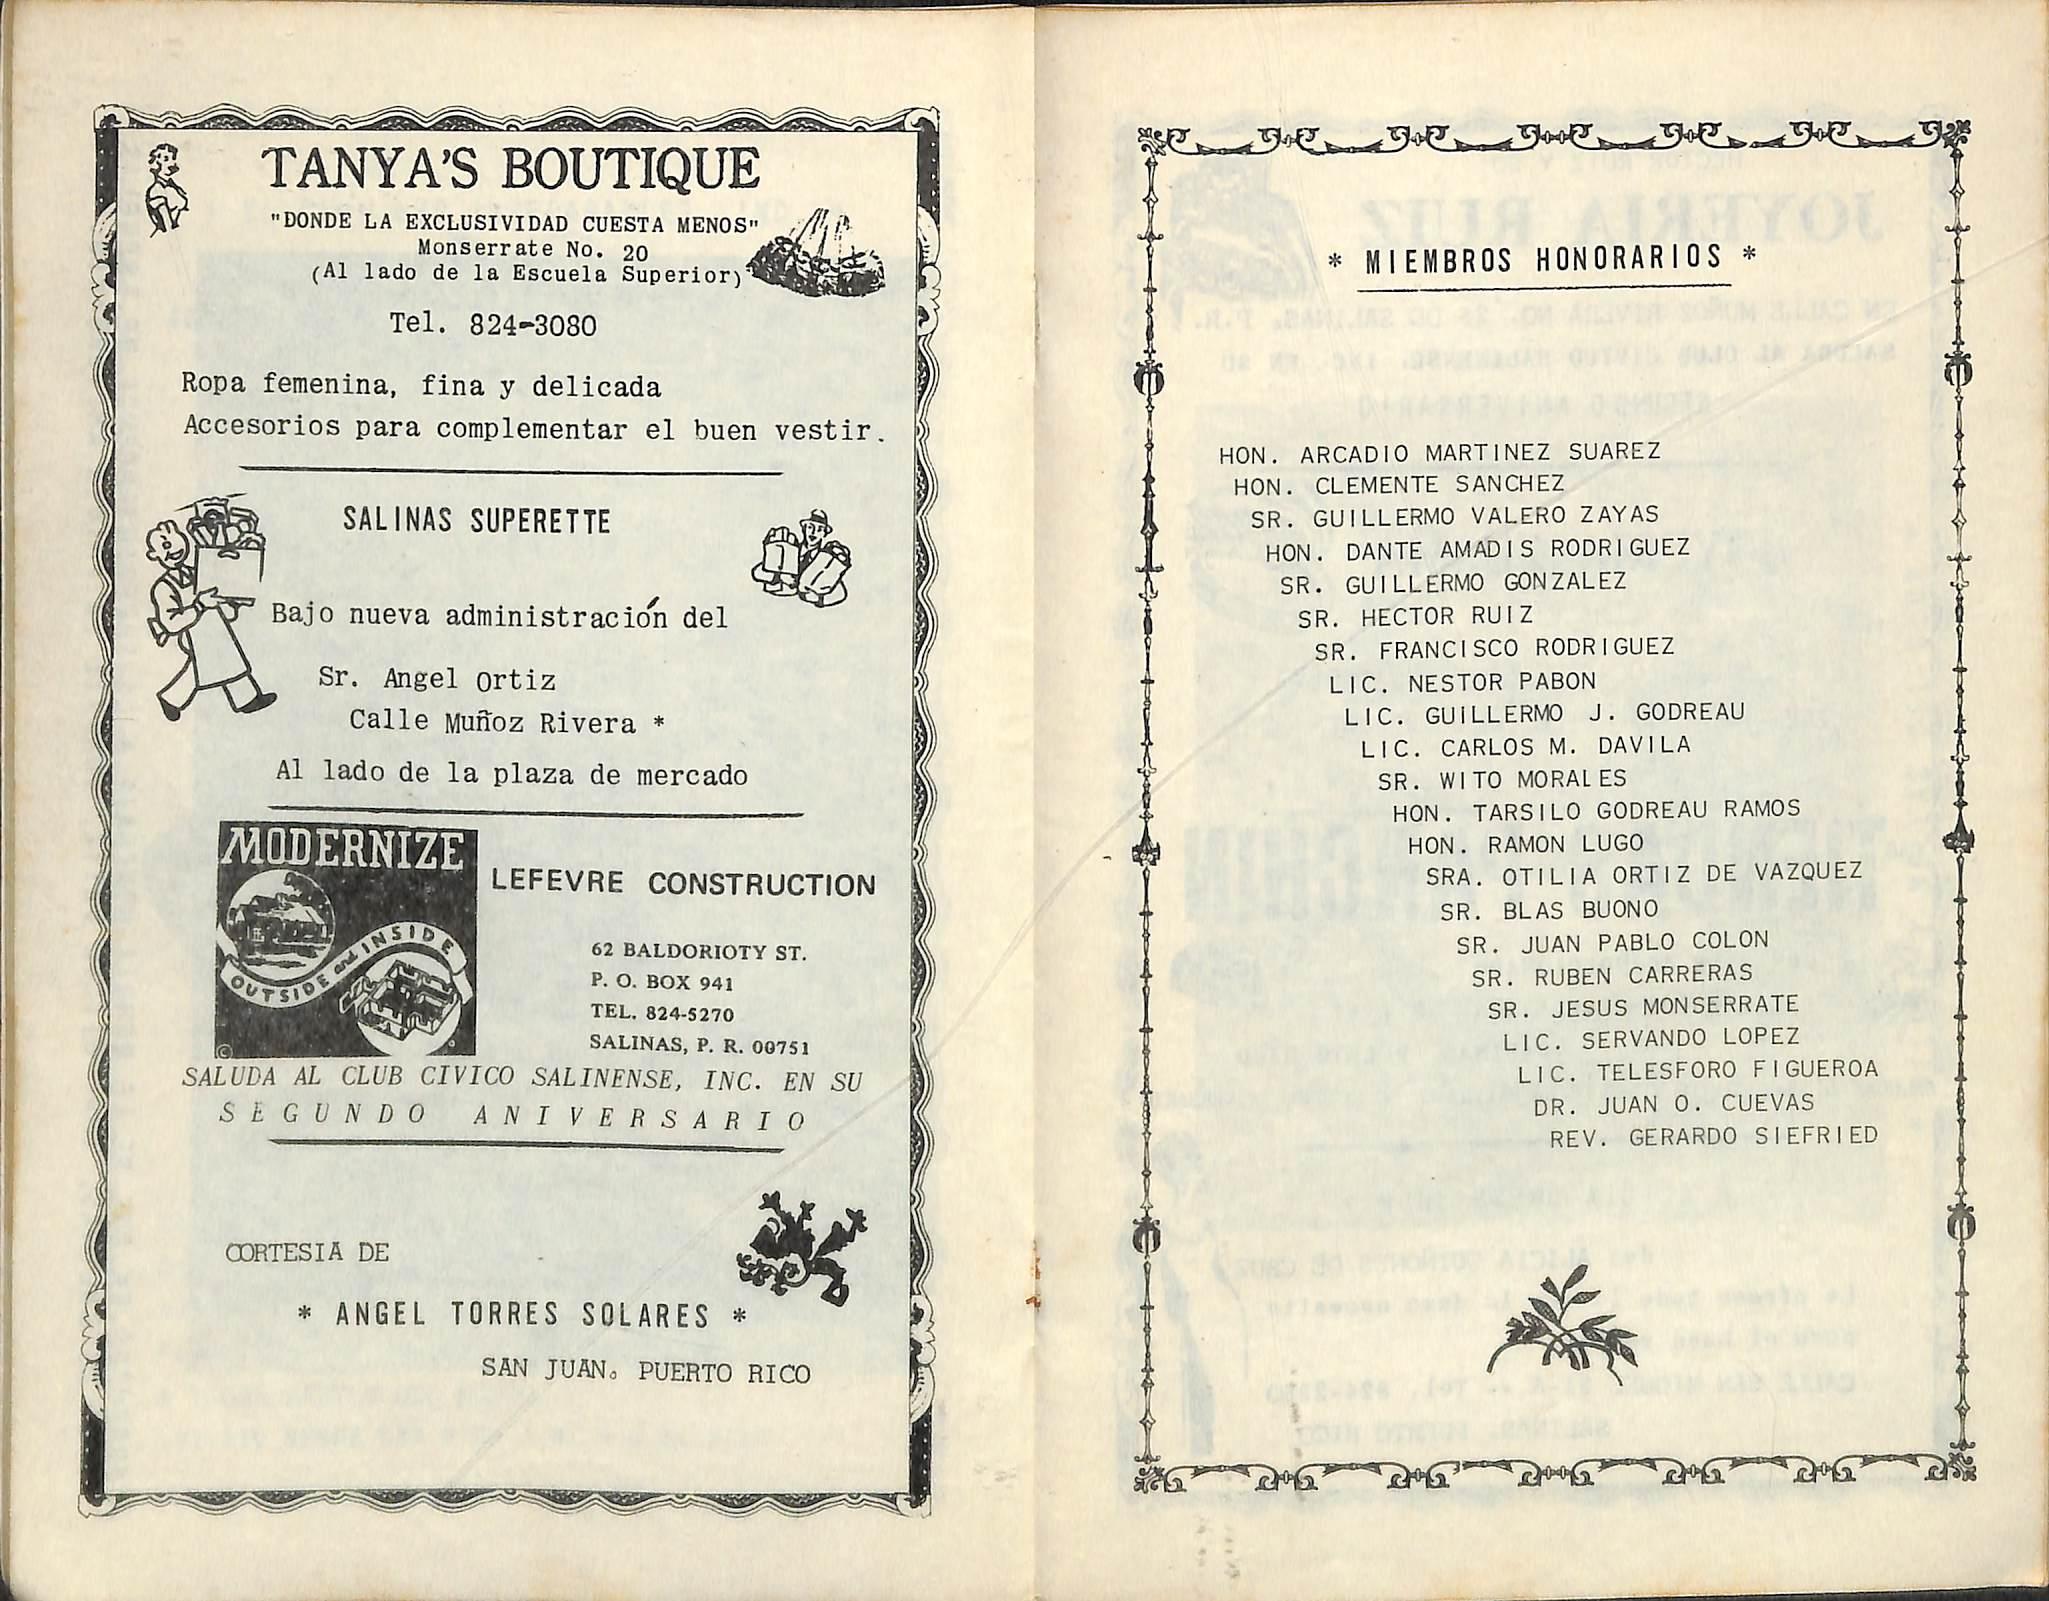 TANYA'S BOUTIQUE
"DONDE LA EXCLUSIVIDAD CUESTA MENOS"
Monserrate No. 20
(Al lado de la Escuela Superior)
Tel. 824-3080
Ropa femenina, fina y delicada
Accesorios para complementar el buen vestir.
SALINAS SUPERETTE
Bajo nueva administración del
Sr. Angel Ortiz
Calle Muñoz Rivera *
Al lado de la plaza de mercado
MODERNIZE
OUTSIDE and INSIDE
©
LEFEVRE CONSTRUCTION
62 BALDORIOTY ST.
P. O. BOX 941
TEL. 824-5270
SALINAS, P. R. 00751
SALUDA AL CLUB CIVICO SALINENSE, INC. EN SU
SEGUNDO ANIVERSARIO
CORTESIA DE
* ANGEL TORRES SOLARES *
SAN JUAN. PUERTO RICO
* MIEMBROS HONORARIOS *
HON. ARCADIO MARTINEZ SUAREZ
HON. CLEMENTE SANCHEZ
SR. GUILLERMO VALERO ZAYAS
HON. DANTE AMADIS RODRIGUEZ
SR. GUILLERMO GONZALEZ
SR. HECTOR RUIZ
SR. FRANCISCO RODRIGUEZ
LIC. NESTOR PABON
LIC. GUILLERMO J. GODREAU
LIC. CARLOS M. DAVILA
SR. WITO MORALES
HON. TARSILO GODREAU RAMOS
HON. RAMON LUGO
SRA. OTILIA ORTIZ DE VAZQUEZ
SR. BLAS BUONO
SR. JUAN PABLO COLON
SR. RUBEN CARRERAS
SR. JESUS MONSERRATE
LIC. SERVANDO LOPEZ
LIC. TELESFORO FIGUEROA
DR. JUAN O. CUEVAS
REV. GERARDO SIEFRIED